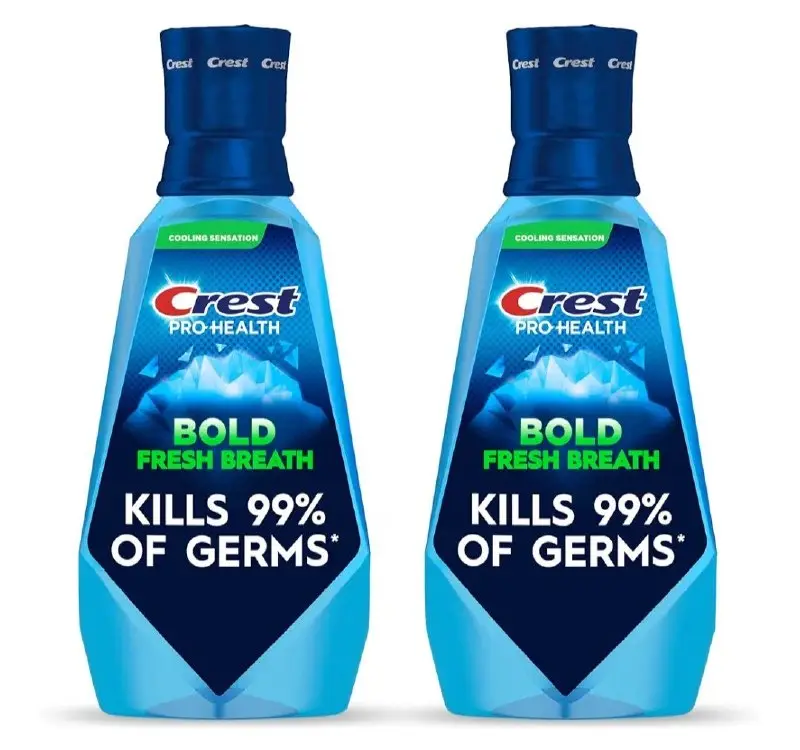 Crest Crest Crest
COOLING SENSATION
Crest
PRO-HEALTH
BOLD
FRESH BREATH
KILLS 99%
OF GERMS*
Crest Crest Crest
COOLING SENSATION
Crest
PRO-HEALTH
BOLD
FRESH BREATH
KILLS 99%
OF GERMS*